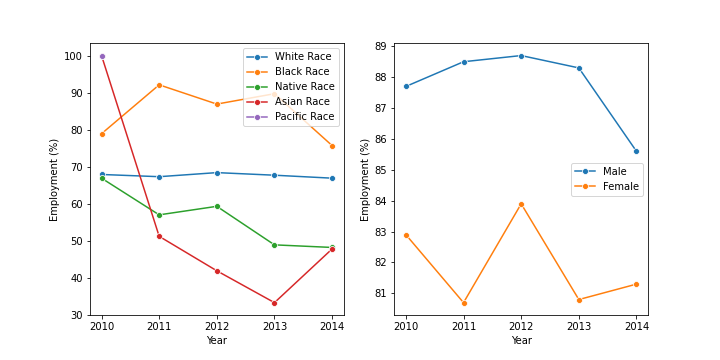 100
90
80
70
60
50
40
30
Employment (%)
2010
2011
2012
2013
2014
Year
White Race
Black Race
Native Race
Asian Race
Pacific Race
89
88
87
86
85
84
83
82
81
Employment (%)
2010
2011
2012
2013
2014
Year
Male
Female